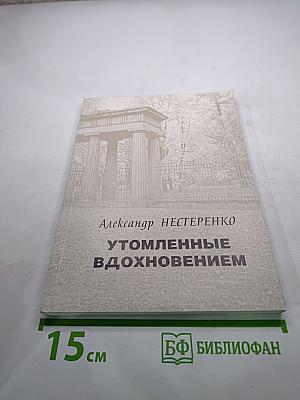 Александр НЕСТЕРЕНКО
УТОМЛЕННЫЕ
ВДОХНОВЕНИЕМ
15 см
БФ БИБЛИОФАН